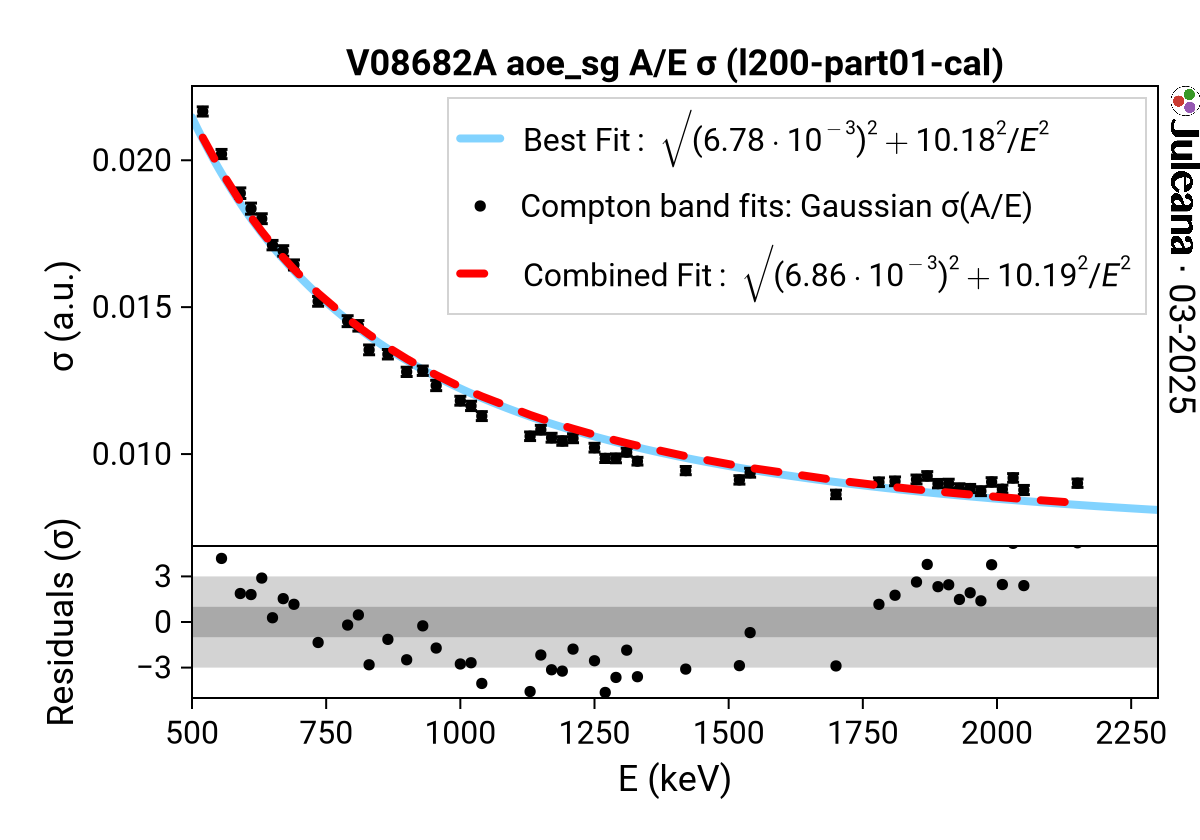 V08682A aoe_sg A/E σ (l200-part01-cal)
Best Fit : √(6.78 · 10⁻³)² + 10.18²/E²
Compton band fits: Gaussian σ(A/E)
Combined Fit : √(6.86 · 10⁻³)² + 10.19²/E²
σ (a.u.)
0.020
0.015
0.010
Residuals (σ)
3
0
−3
500 750 1000 1250 1500 1750 2000 2250
E (keV)
Juleana · 03-2025